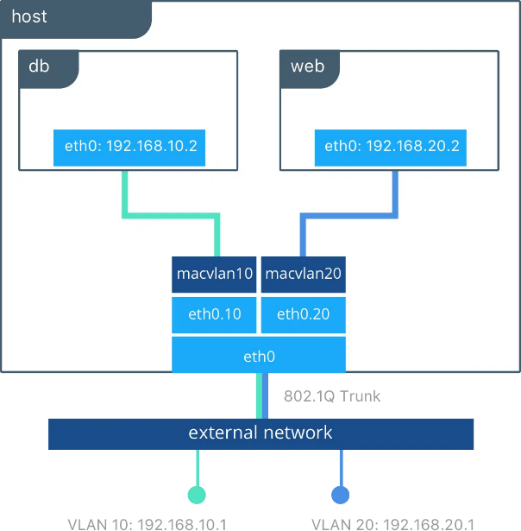 host
db
web
eth0: 192.168.10.2
eth0: 192.168.20.2
macvlan10
macvlan20
eth0.10
eth0.20
eth0
802.1Q Trunk
external network
VLAN 10: 192.168.10.1
VLAN 20: 192.168.20.1